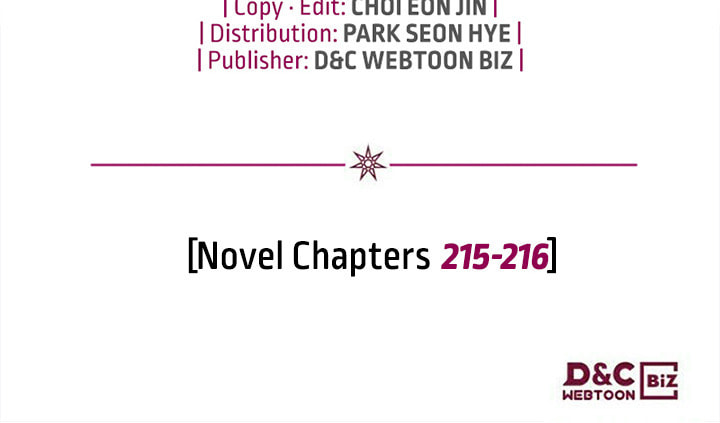 | Copy · Edit: CHOI EON JIN |
| Distribution: PARK SEON HYE |
| Publisher: D&C WEBTOON BIZ |
[Novel Chapters 215-216]
D&C BiZ
WEBTOON